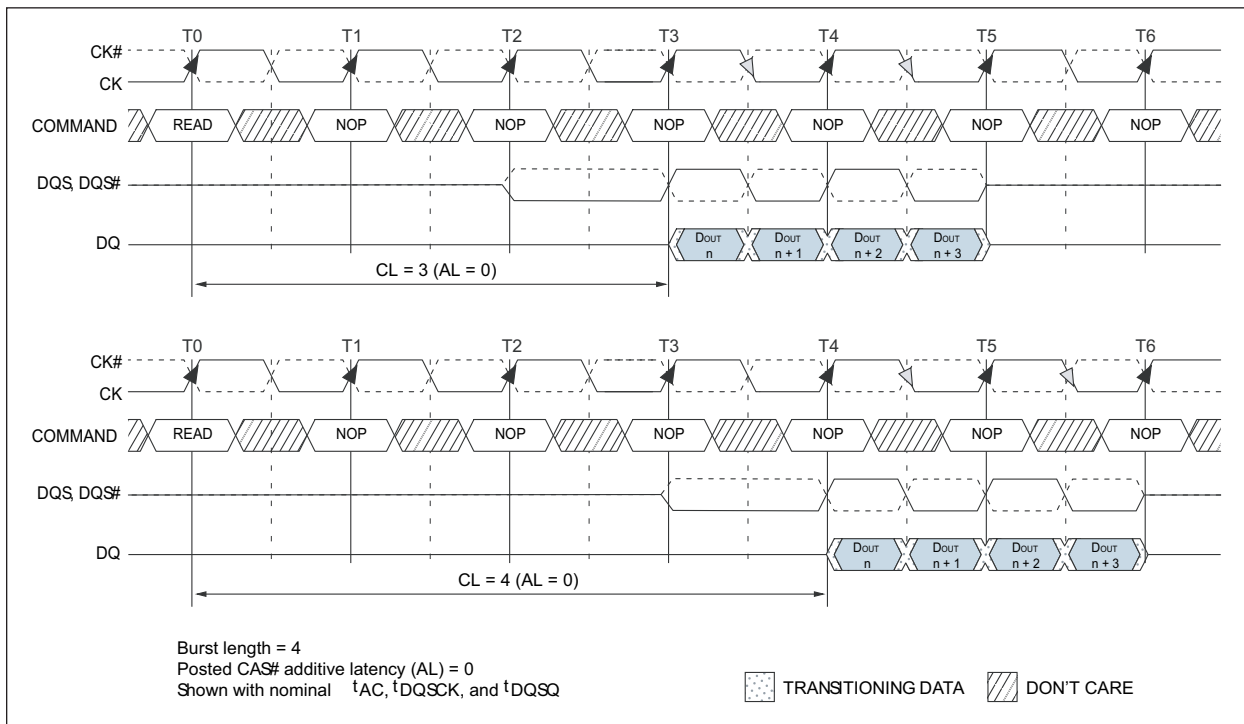 T0 T1 T2 T3 T4 T5 T6
CK#
CK
COMMAND READ NOP NOP NOP NOP NOP NOP
DQS, DQS#
DQ DOUT n DOUT n + 1 DOUT n + 2 DOUT n + 3
CL = 3 (AL = 0)
T0 T1 T2 T3 T4 T5 T6
CK#
CK
COMMAND READ NOP NOP NOP NOP NOP NOP
DQS, DQS#
DQ DOUT n DOUT n + 1 DOUT n + 2 DOUT n + 3
CL = 4 (AL = 0)
Burst length = 4
Posted CAS# additive latency (AL) = 0
Shown with nominal tAC, tDQSCK, and tDQSQ
TRANSITIONING DATA DON'T CARE